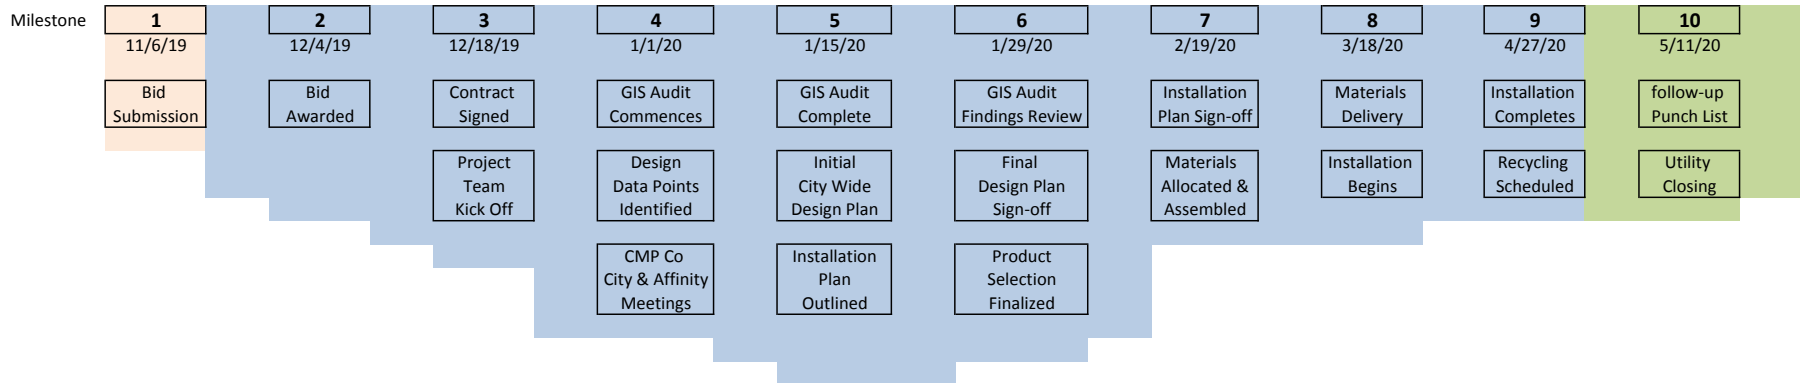 Milestone 1 2 3 4 5 6 7 8 9 10
11/6/19 12/4/19 12/18/19 1/1/20 1/15/20 1/29/20 2/19/20 3/18/20 4/27/20 5/11/20
Bid
Submission
Bid
Awarded
Contract
Signed
GIS Audit
Commences
GIS Audit
Complete
GIS Audit
Findings Review
Installation
Plan Sign-off
Materials
Delivery
Installation
Completes
follow-up
Punch List
Project
Team
Kick Off
Design
Data Points
Identified
Initial
City Wide
Design Plan
Final
Design Plan
Sign-off
Materials
Allocated &
Assembled
Installation
Begins
Recycling
Scheduled
Utility
Closing
CMP Co
City & Affinity
Meetings
Installation
Plan
Outlined
Product
Selection
Finalized